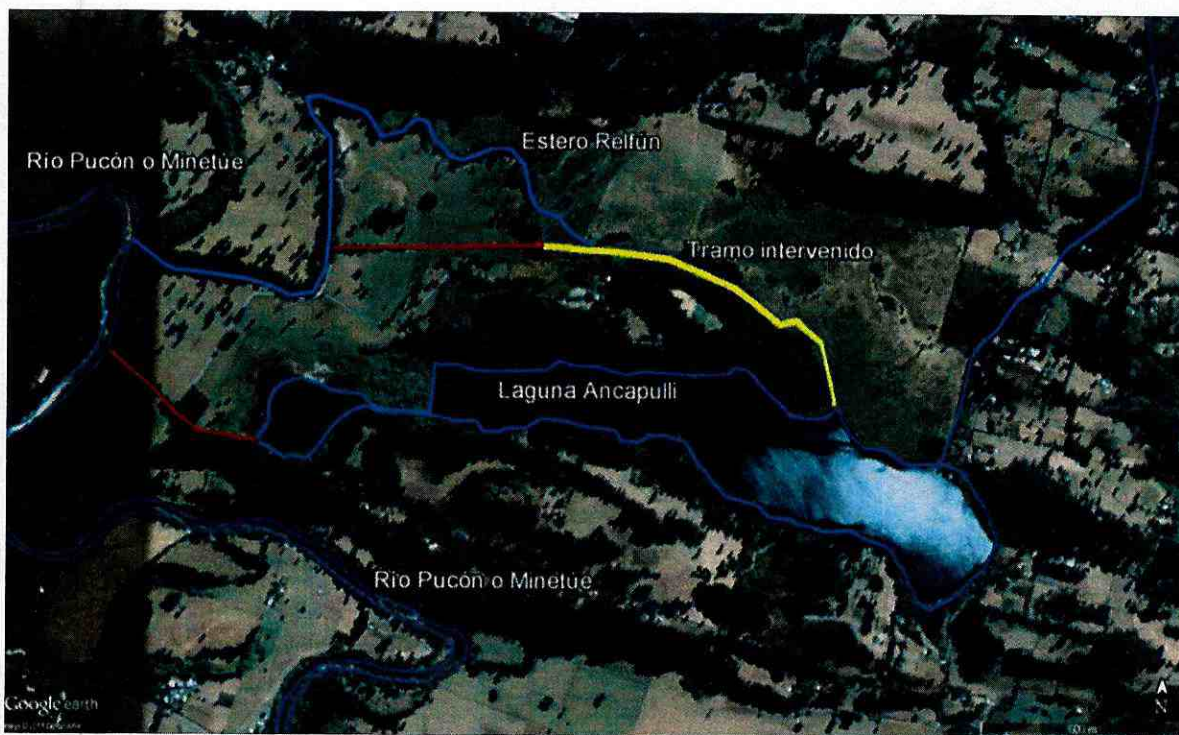 Estero Relfún
Río Pucón o Minetúe
Tramo intervenido
Laguna Ancapulli
Río Pucón o Minetúe
Google earth
A
N